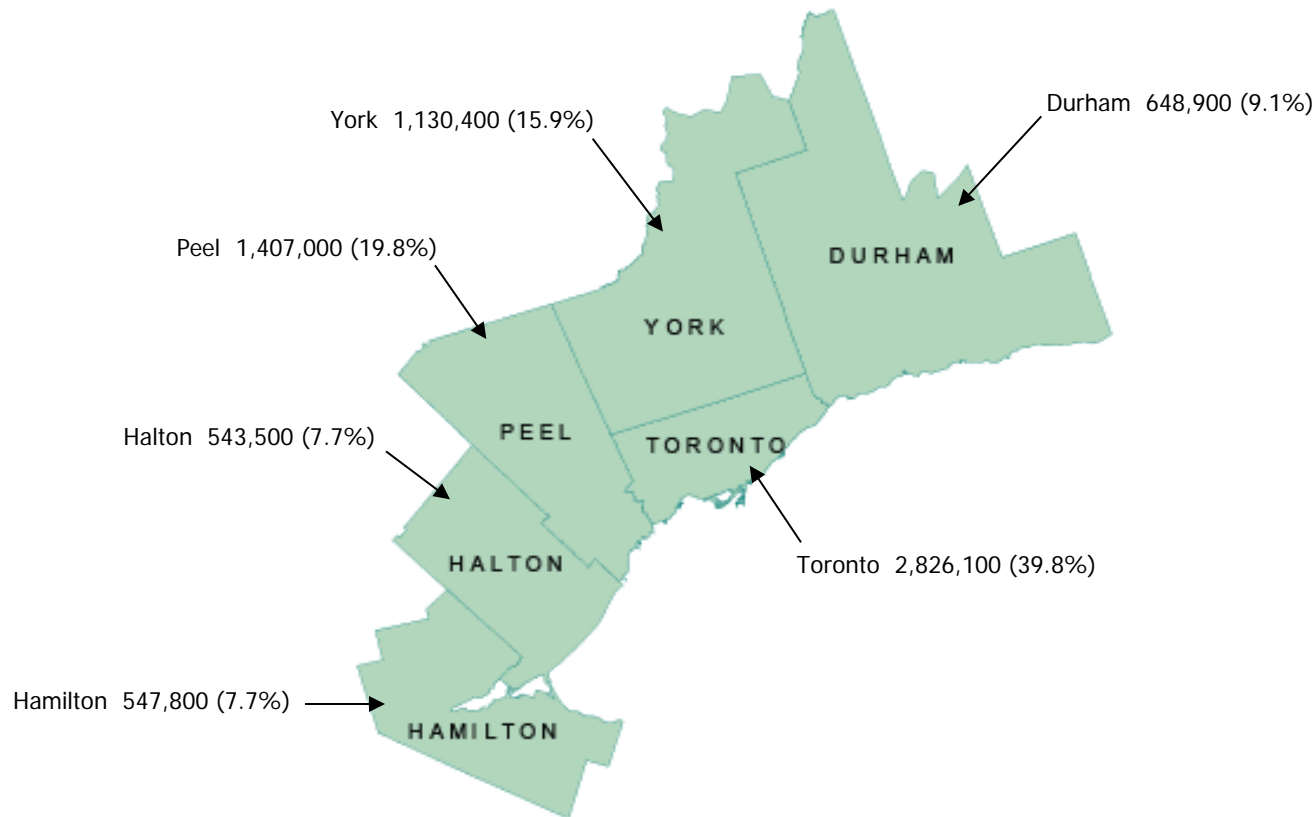 Durham 648,900 (9.1%)
York 1,130,400 (15.9%)
Peel 1,407,000 (19.8%)
DURHAM
YORK
Halton 543,500 (7.7%)
PEEL
TORONTO
HALTON
Toronto 2,826,100 (39.8%)
Hamilton 547,800 (7.7%)
HAMILTON